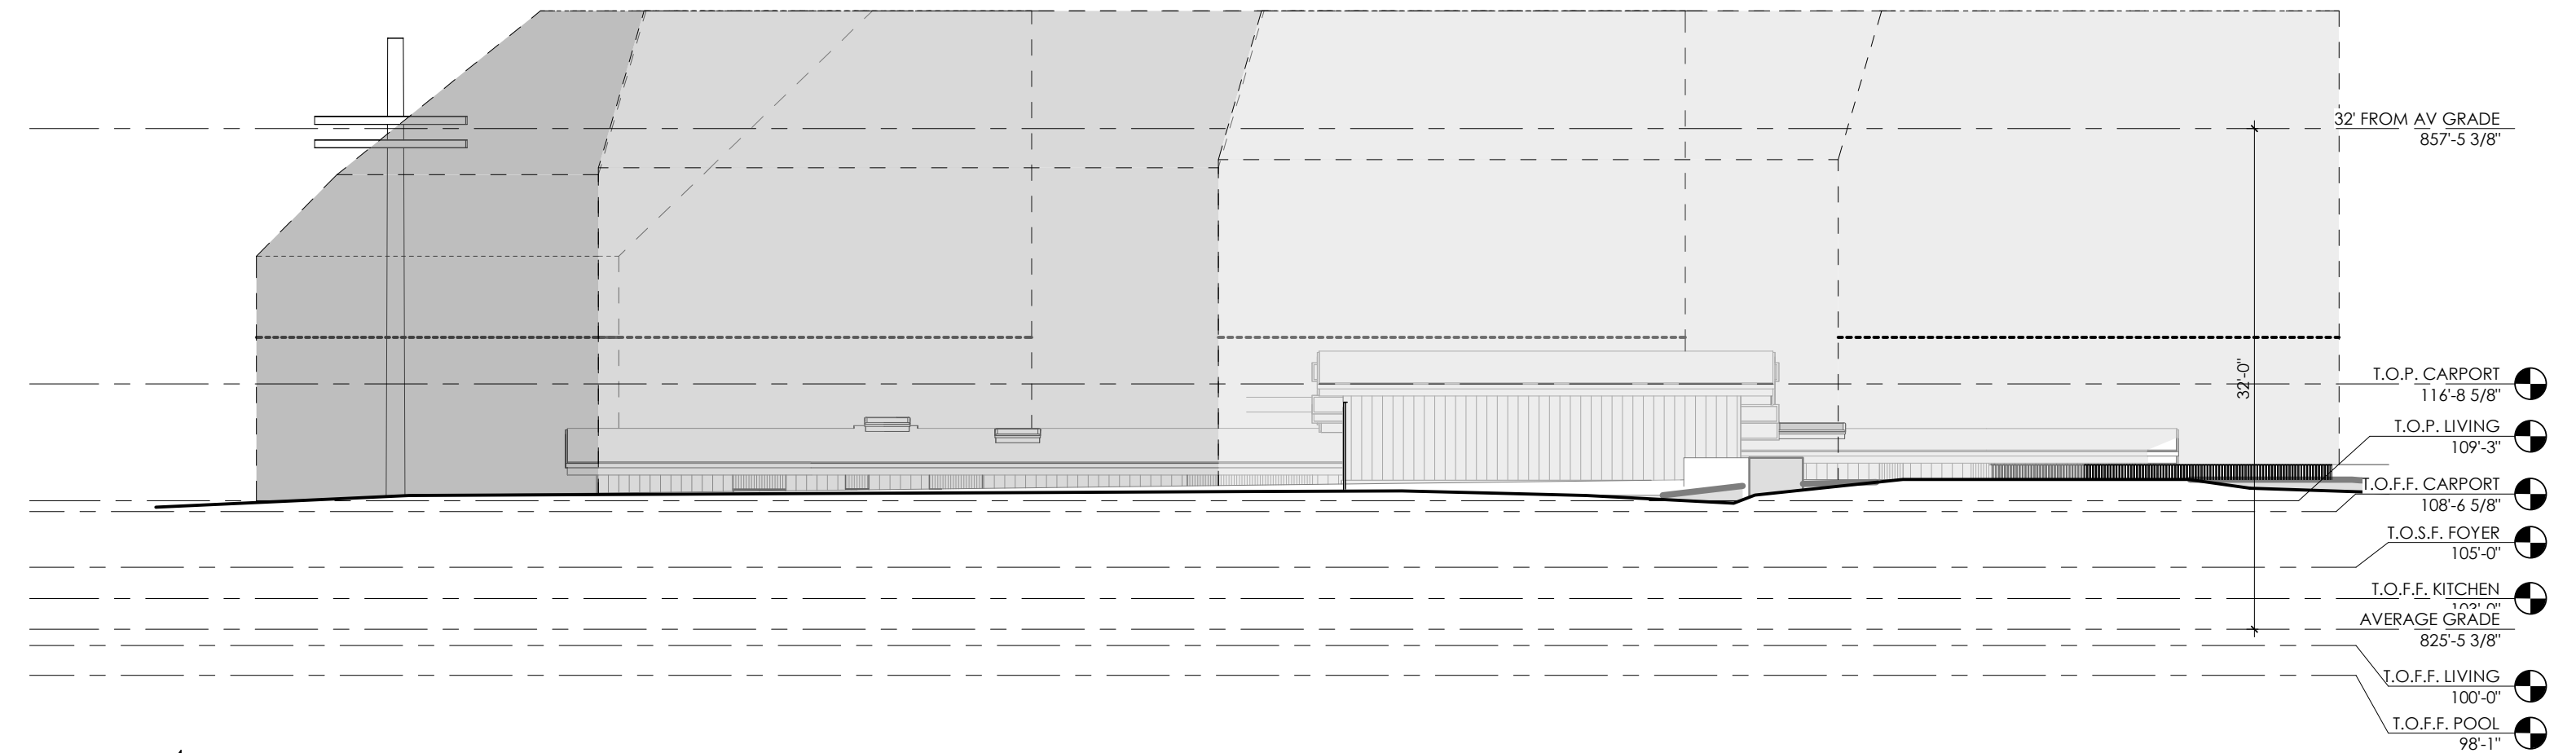 32' FROM AV GRADE
857'-5 3/8"
32'-0"
T.O.P. CARPORT
116'-8 5/8"
T.O.P. LIVING
109'-3"
T.O.F.F. CARPORT
108'-6 5/8"
T.O.S.F. FOYER
105'-0"
T.O.F.F. KITCHEN
AVERAGE GRADE
825'-5 3/8"
T.O.F.F. LIVING
100'-0"
T.O.F.F. POOL
98'-1"